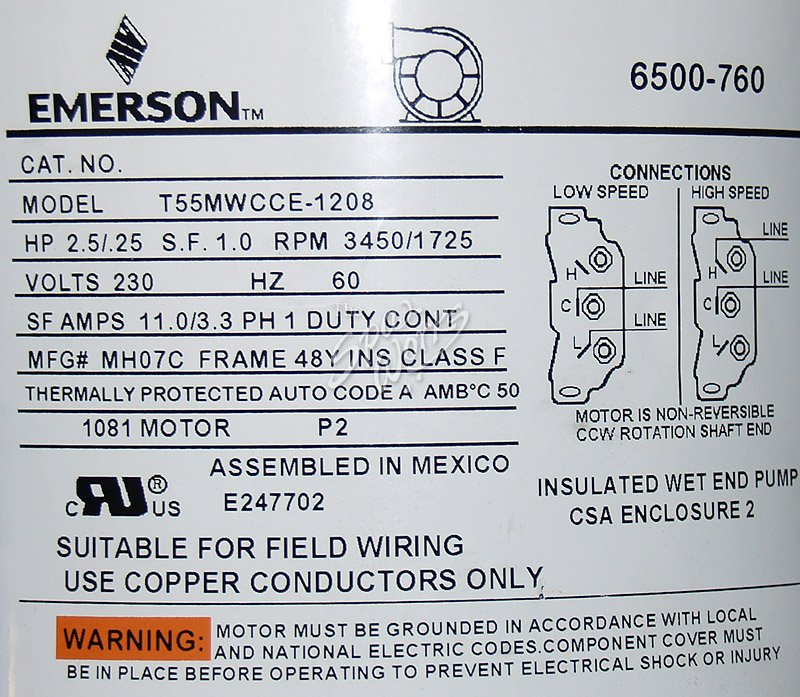 EMERSON™
6500-760
CAT. NO.
MODEL T55MWCCE-1208
HP 2.5/.25 S.F. 1.0 RPM 3450/1725
VOLTS 230 HZ 60
SF AMPS 11.0/3.3 PH 1 DUTY CONT
MFG# MH07C FRAME 48Y INS CLASS F
THERMALLY PROTECTED AUTO CODE A AMB°C 50
1081 MOTOR P2
CONNECTIONS
LOW SPEED HIGH SPEED
H LINE
C LINE
L LINE
H LINE
C LINE
L
MOTOR IS NON-REVERSIBLE
CCW ROTATION SHAFT END
C RU ® US
ASSEMBLED IN MEXICO
E247702
INSULATED WET END PUMP
CSA ENCLOSURE 2
SUITABLE FOR FIELD WIRING
USE COPPER CONDUCTORS ONLY
WARNING: MOTOR MUST BE GROUNDED IN ACCORDANCE WITH LOCAL
AND NATIONAL ELECTRIC CODES.COMPONENT COVER MUST
BE IN PLACE BEFORE OPERATING TO PREVENT ELECTRICAL SHOCK OR INJURY
The Spa Works